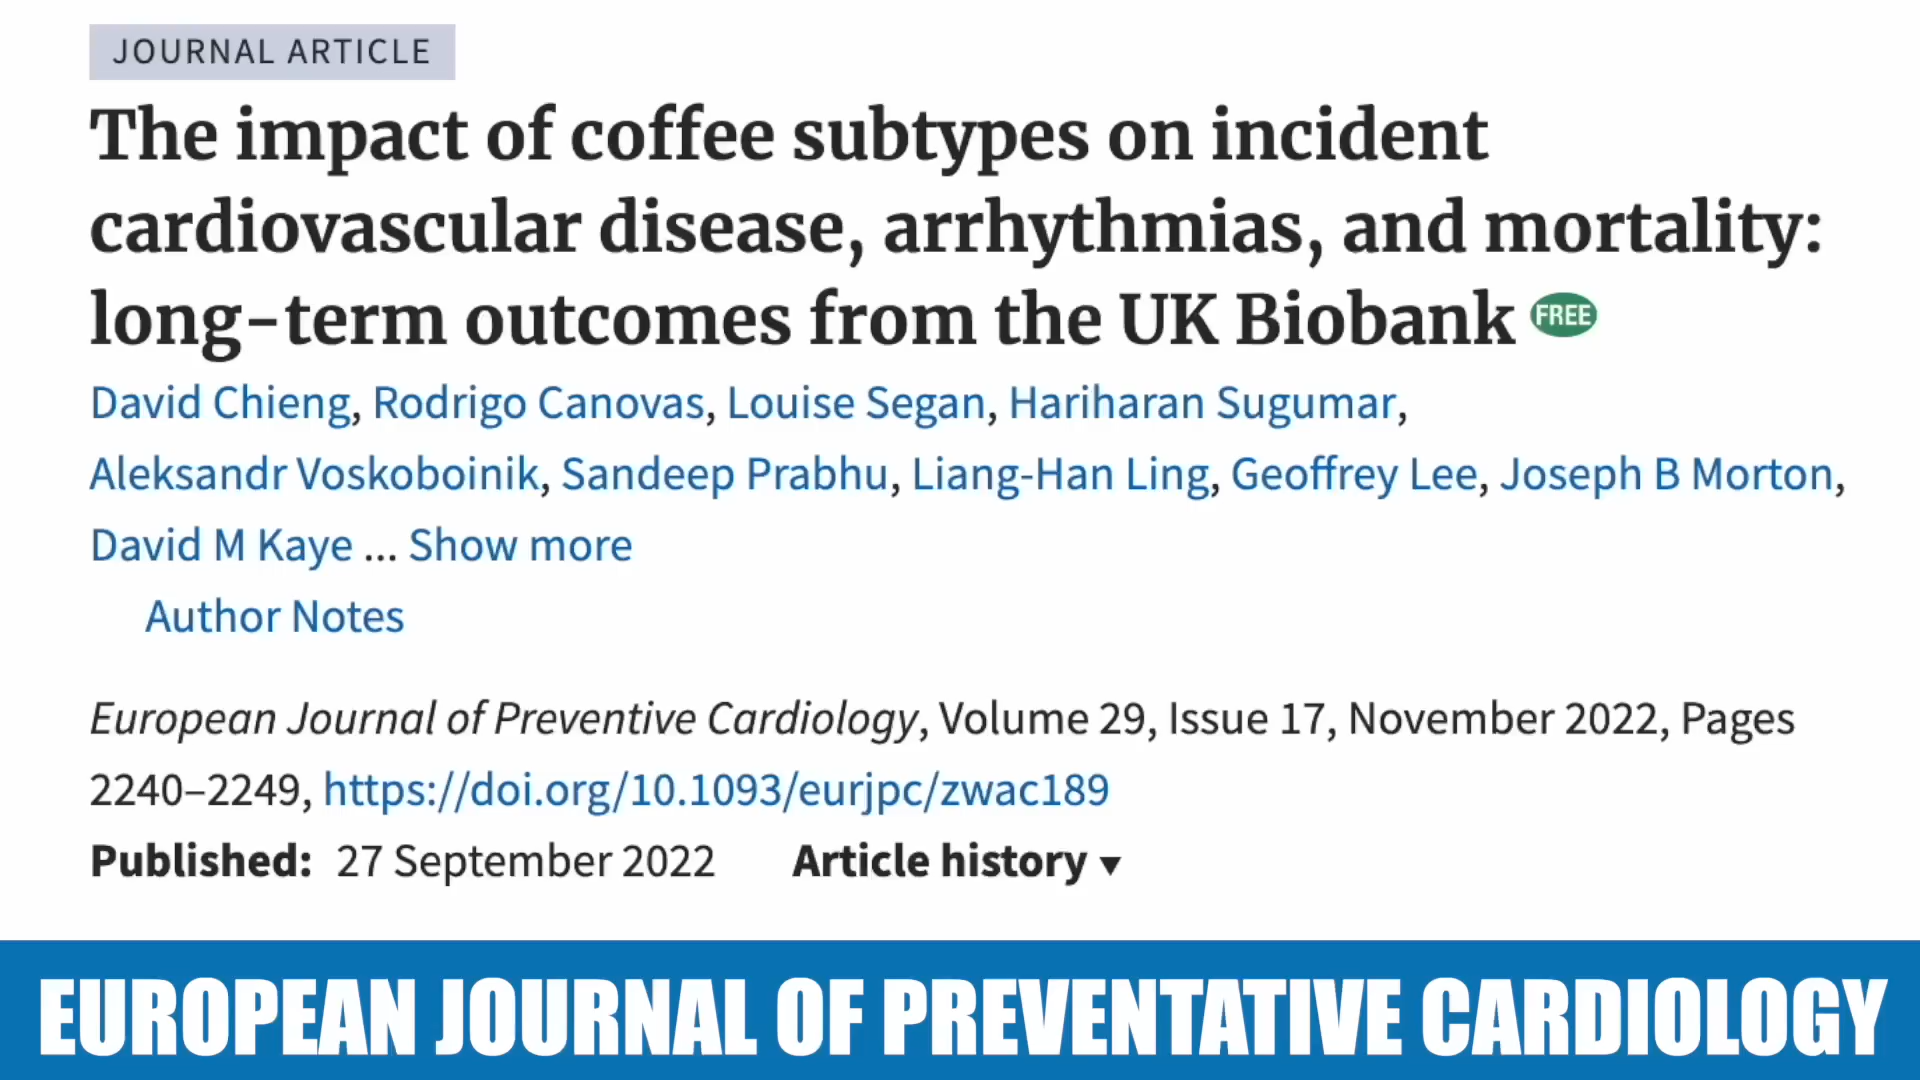 JOURNAL ARTICLE
The impact of coffee subtypes on incident
cardiovascular disease, arrhythmias, and mortality:
long-term outcomes from the UK Biobank FREE
David Chieng, Rodrigo Canovas, Louise Segan, Hariharan Sugumar,
Aleksandr Voskoboinik, Sandeep Prabhu, Liang-Han Ling, Geoffrey Lee, Joseph B Morton,
David M Kaye ... Show more
Author Notes
European Journal of Preventive Cardiology, Volume 29, Issue 17, November 2022, Pages
2240–2249, https://doi.org/10.1093/eurjpc/zwac189
Published: 27 September 2022 Article history ▾
EUROPEAN JOURNAL OF PREVENTATIVE CARDIOLOGY